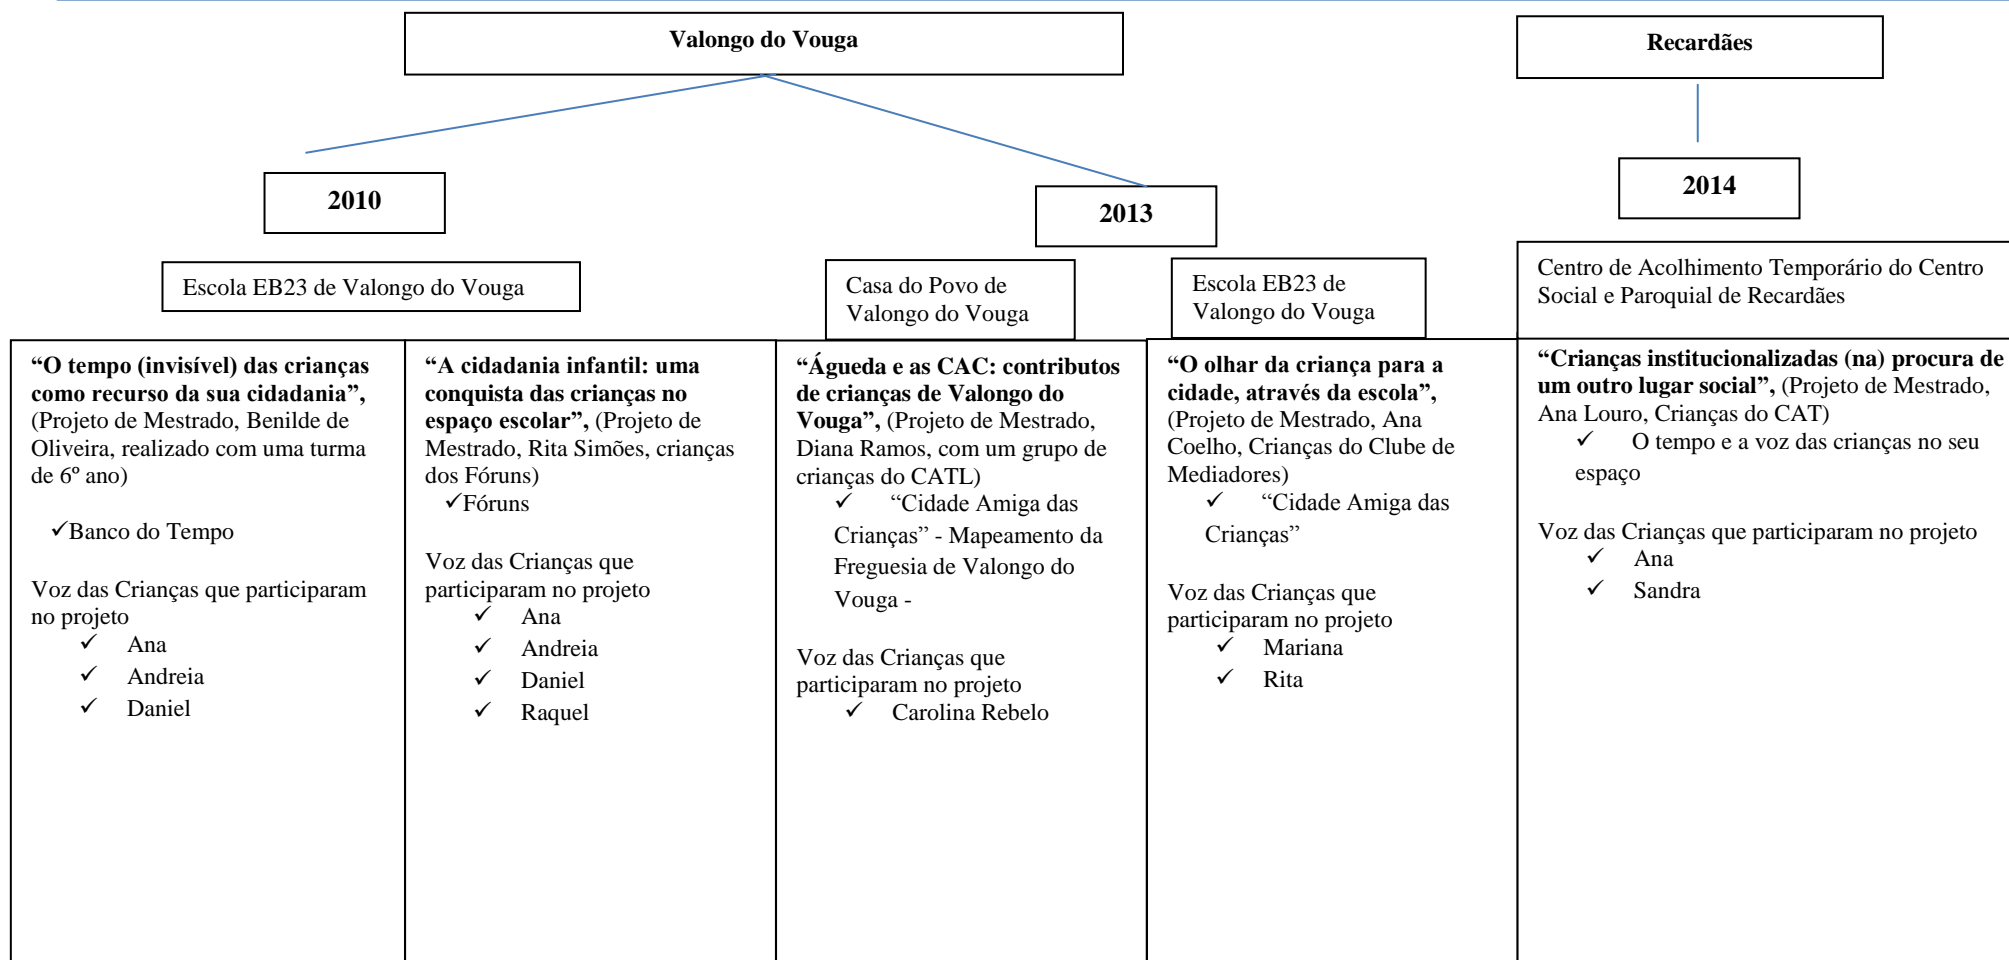 Valongo do Vouga
Recardães
2010
2013
2014
Escola EB23 de Valongo do Vouga
Casa do Povo de
Valongo do Vouga
Escola EB23 de
Valongo do Vouga
Centro de Acolhimento Temporário do Centro
Social e Paroquial de Recardães
“O tempo (invisível) das crianças
como recurso da sua cidadania”,
(Projeto de Mestrado, Benilde de
Oliveira, realizado com uma turma
de 6º ano)
✓Banco do Tempo
Voz das Crianças que participaram
no projeto
✓ Ana
✓ Andreia
✓ Daniel
“A cidadania infantil: uma
conquista das crianças no
espaço escolar”, (Projeto de
Mestrado, Rita Simões, crianças
dos Fóruns)
✓Fóruns
Voz das Crianças que
participaram no projeto
✓ Ana
✓ Andreia
✓ Daniel
✓ Raquel
“Águeda e as CAC: contributos
de crianças de Valongo do
Vouga”, (Projeto de Mestrado,
Diana Ramos, com um grupo de
crianças do CATL)
✓ “Cidade Amiga das
Crianças” - Mapeamento da
Freguesia de Valongo do
Vouga -
Voz das Crianças que
participaram no projeto
✓ Carolina Rebelo
“O olhar da criança para a
cidade, através da escola”,
(Projeto de Mestrado, Ana
Coelho, Crianças do Clube de
Mediadores)
✓ “Cidade Amiga das
Crianças”
Voz das Crianças que
participaram no projeto
✓ Mariana
✓ Rita
“Crianças institucionalizadas (na) procura de
um outro lugar social”, (Projeto de Mestrado,
Ana Louro, Crianças do CAT)
✓ O tempo e a voz das crianças no seu
espaço
Voz das Crianças que participaram no projeto
✓ Ana
✓ Sandra